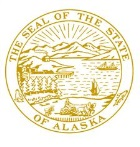 THE SEAL OF THE STATE
OF ALASKA